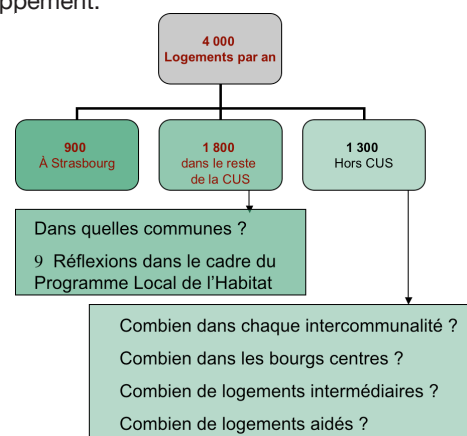 ppement.
4 000
Logements par an
900
À Strasbourg
1 800
dans le reste
de la CUS
1 300
Hors CUS
Dans quelles communes ?
9 Réflexions dans le cadre du
Programme Local de l'Habitat
Combien dans chaque intercommunalité ?
Combien dans les bourgs centres ?
Combien de logements intermédiaires ?
Combien de logements aidés ?